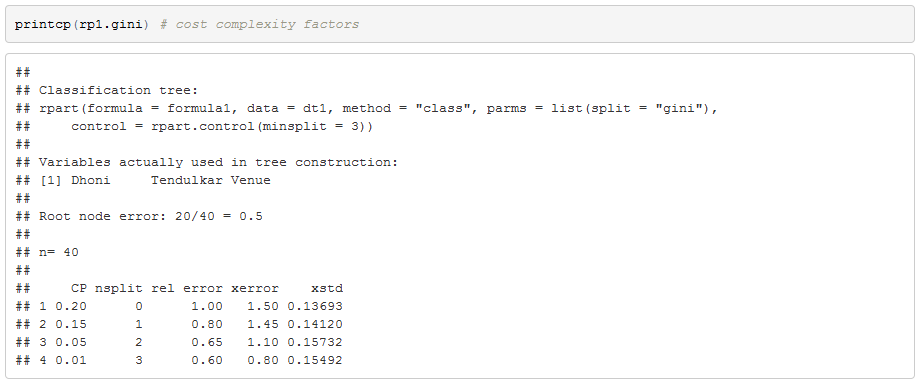 printcp(rp1.gini) # cost complexity factors
##
## Classification tree:
## rpart(formula = formula1, data = dt1, method = "class", parms = list(split = "gini"),
##     control = rpart.control(minsplit = 3))
##
## Variables actually used in tree construction:
## [1] Dhoni     Tendulkar Venue
##
## Root node error: 20/40 = 0.5
##
## n= 40
##
##     CP nsplit rel error xerror    xstd
## 1 0.20      0      1.00   1.50 0.13693
## 2 0.15      1      0.80   1.45 0.14120
## 3 0.05      2      0.65   1.10 0.15732
## 4 0.01      3      0.60   0.80 0.15492